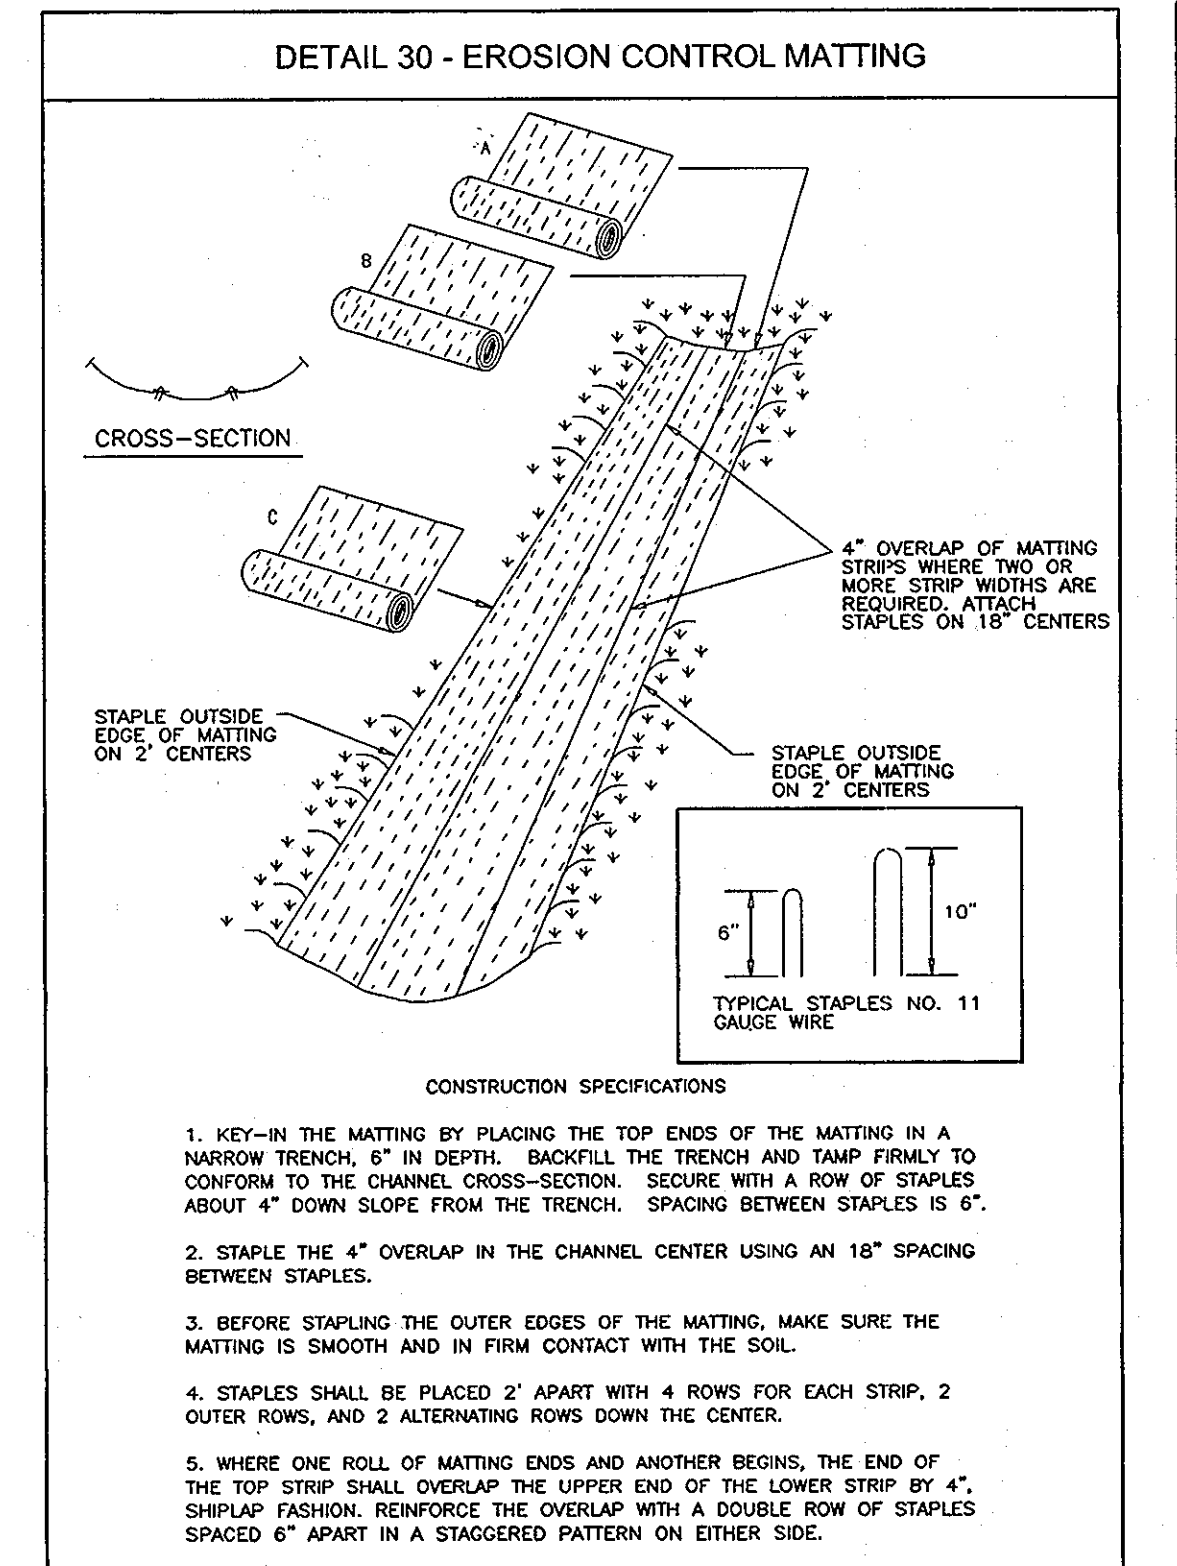 DETAIL 30 - EROSION CONTROL MATTING
A
B
CROSS-SECTION
C
4" OVERLAP OF MATTING
STRIPS WHERE TWO OR
MORE STRIP WIDTHS ARE
REQUIRED. ATTACH
STAPLES ON 18" CENTERS
STAPLE OUTSIDE
EDGE OF MATTING
ON 2' CENTERS
STAPLE OUTSIDE
EDGE OF MATTING
ON 2' CENTERS
6"
10"
TYPICAL STAPLES NO. 11
GAUGE WIRE
CONSTRUCTION SPECIFICATIONS
1. KEY-IN THE MATTING BY PLACING THE TOP ENDS OF THE MATTING IN A
NARROW TRENCH, 6" IN DEPTH. BACKFILL THE TRENCH AND TAMP FIRMLY TO
CONFORM TO THE CHANNEL CROSS-SECTION. SECURE WITH A ROW OF STAPLES
ABOUT 4" DOWN SLOPE FROM THE TRENCH. SPACING BETWEEN STAPLES IS 6".
2. STAPLE THE 4" OVERLAP IN THE CHANNEL CENTER USING AN 18" SPACING
BETWEEN STAPLES.
3. BEFORE STAPLING THE OUTER EDGES OF THE MATTING, MAKE SURE THE
MATTING IS SMOOTH AND IN FIRM CONTACT WITH THE SOIL.
4. STAPLES SHALL BE PLACED 2' APART WITH 4 ROWS FOR EACH STRIP, 2
OUTER ROWS, AND 2 ALTERNATING ROWS DOWN THE CENTER.
5. WHERE ONE ROLL OF MATTING ENDS AND ANOTHER BEGINS, THE END OF
THE TOP STRIP SHALL OVERLAP THE UPPER END OF THE LOWER STRIP BY 4",
SHIPLAP FASHION. REINFORCE THE OVERLAP WITH A DOUBLE ROW OF STAPLES
SPACED 6" APART IN A STAGGERED PATTERN ON EITHER SIDE.